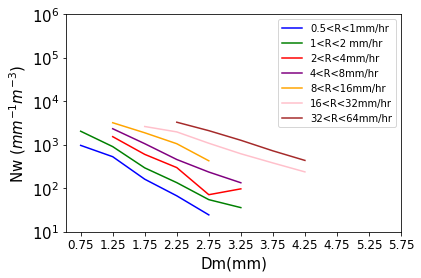 10^6
10^5
10^4
10^3
10^2
10^1
Nw (mm^{-1}m^{-3})
0.5<R<1mm/hr
1<R<2 mm/hr
2<R<4mm/hr
4<R<8mm/hr
8<R<16mm/hr
16<R<32mm/hr
32<R<64mm/hr
0.75 1.25 1.75 2.25 2.75 3.25 3.75 4.25 4.75 5.25 5.75
Dm(mm)